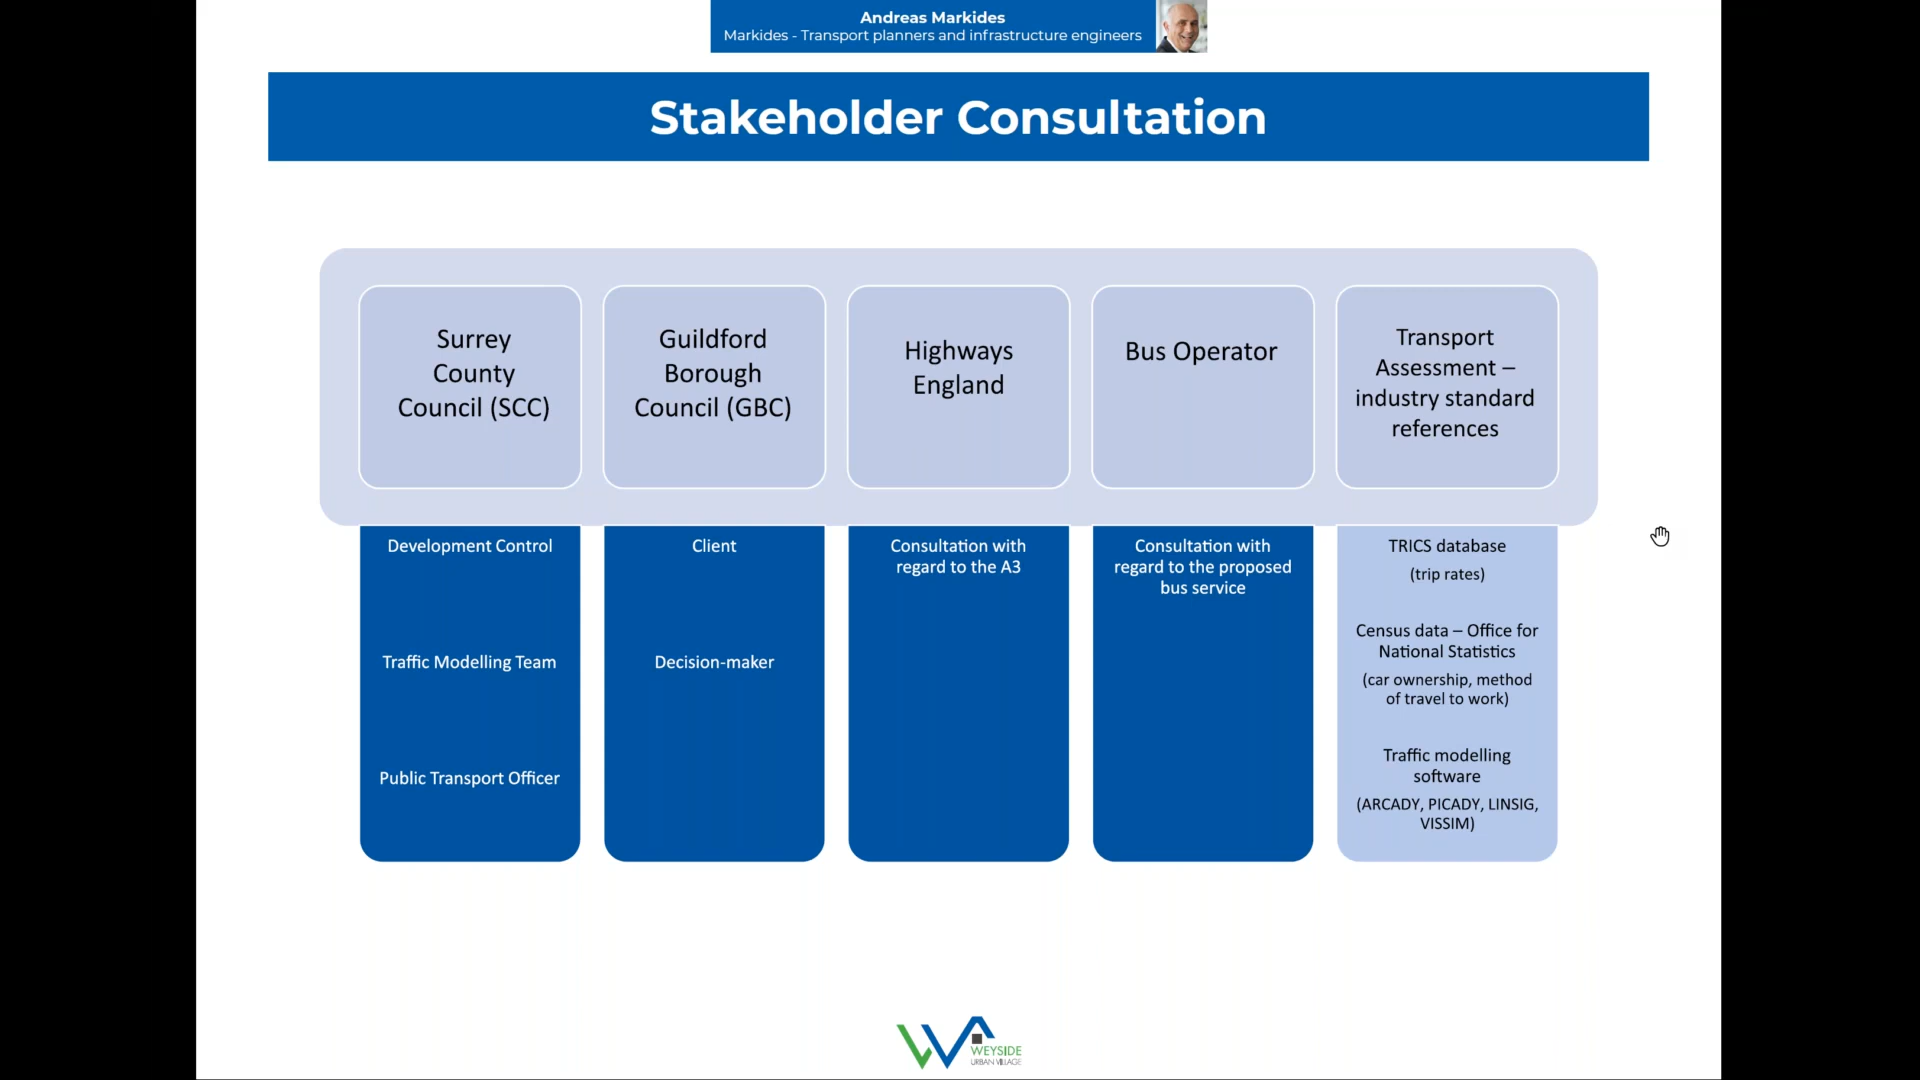 Andreas Markides
Markides - Transport planners and infrastructure engineers
Stakeholder Consultation
Surrey
County
Council (SCC)
Guildford
Borough
Council (GBC)
Highways
England
Bus Operator
Transport
Assessment –
industry standard
references
Development Control
Traffic Modelling Team
Public Transport Officer
Client
Decision-maker
Consultation with
regard to the A3
Consultation with
regard to the proposed
bus service
TRICS database
(trip rates)
Census data – Office for
National Statistics
(car ownership, method
of travel to work)
Traffic modelling
software
(ARCADY, PICADY, LINSIG,
VISSIM)
WEYSIDE
URBAN VILLAGE